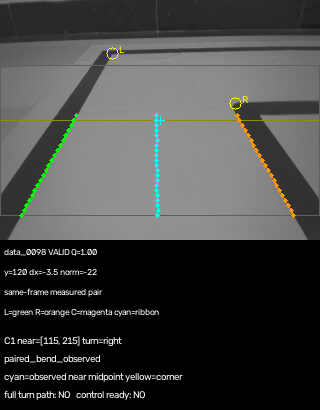 L
R
data_0098 VALID Q=1.00
y=120 dx=-3.5 norm=-22
same-frame measured pair
L=green R=orange C=magenta cyan=ribbon
C1 near=[115, 215] turn=right
paired_bend_observed
cyan=observed near midpoint yellow=corner
full turn path: NO control ready: NO